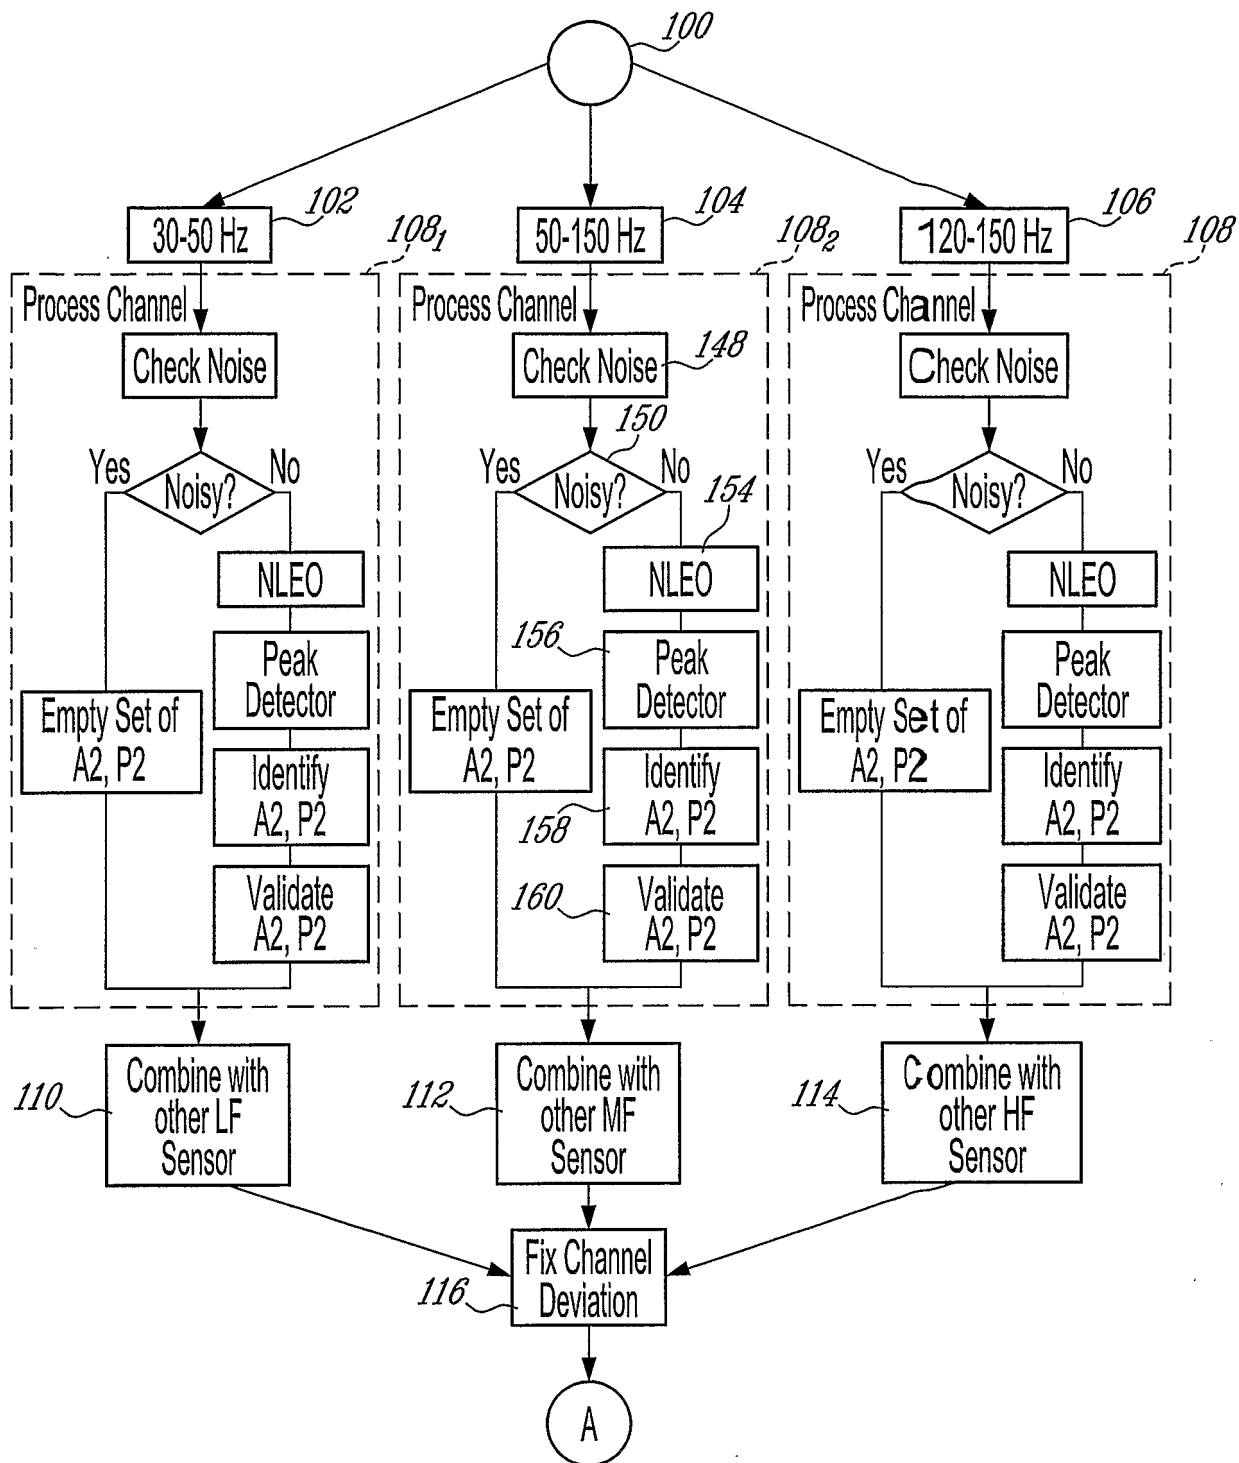 100
102
30-50 Hz
104
50-150 Hz
106
120-150 Hz
108₁
Process Channel
Check Noise
Yes
No
Noisy?
NLEO
Peak
Detector
Empty Set of
A2, P2
Identify
A2, P2
Validate
A2, P2
108₂
Process Channel
Check Noise
148
150
Yes
No
Noisy?
154
NLEO
156
Peak
Detector
Empty Set of
A2, P2
Identify
A2, P2
158
160
Validate
A2, P2
108
Process Channel
Check Noise
Yes
No
Noisy?
NLEO
Peak
Detector
Empty Set of
A2, P2
Identify
A2, P2
Validate
A2, P2
110
Combine with
other LF
Sensor
112
Combine with
other MF
Sensor
114
Combine with
other HF
Sensor
Fix Channel
Deviation
116
A